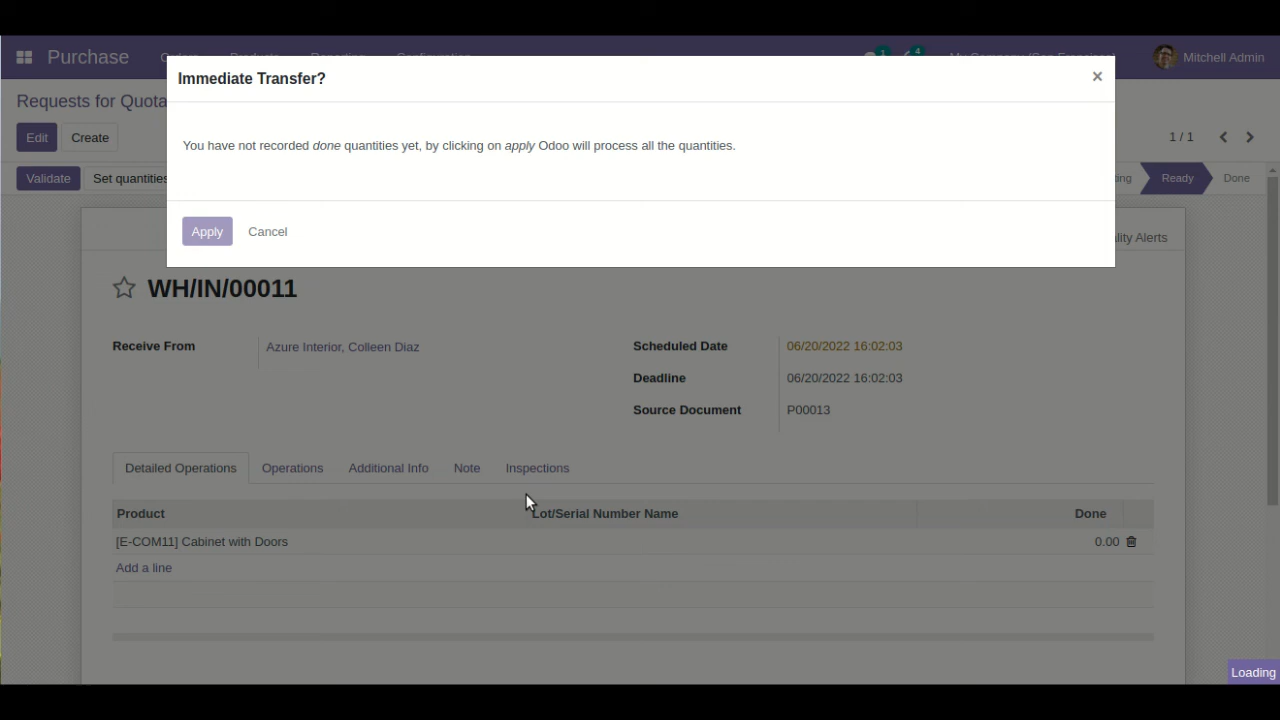 Purchase
1
4
Mitchell Admin
Immediate Transfer?
×
Requests for Quota
Edit
Create
1 / 1
You have not recorded done quantities yet, by clicking on apply Odoo will process all the quantities.
Validate
Set quantities
Ready
Done
Apply
Cancel
Alerts
WH/IN/00011
Receive From
Azure Interior, Colleen Diaz
Scheduled Date
06/20/2022 16:02:03
Deadline
06/20/2022 16:02:03
Source Document
P00013
Detailed Operations
Operations
Additional Info
Note
Inspections
Product
Lot/Serial Number Name
Done
[E-COM11] Cabinet with Doors
0.00
Add a line
Loading